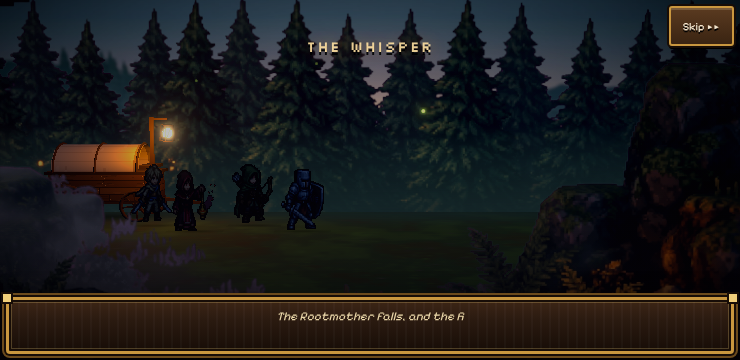 THE WHISPER
Skip ▸▸
The Rootmother falls, and the A